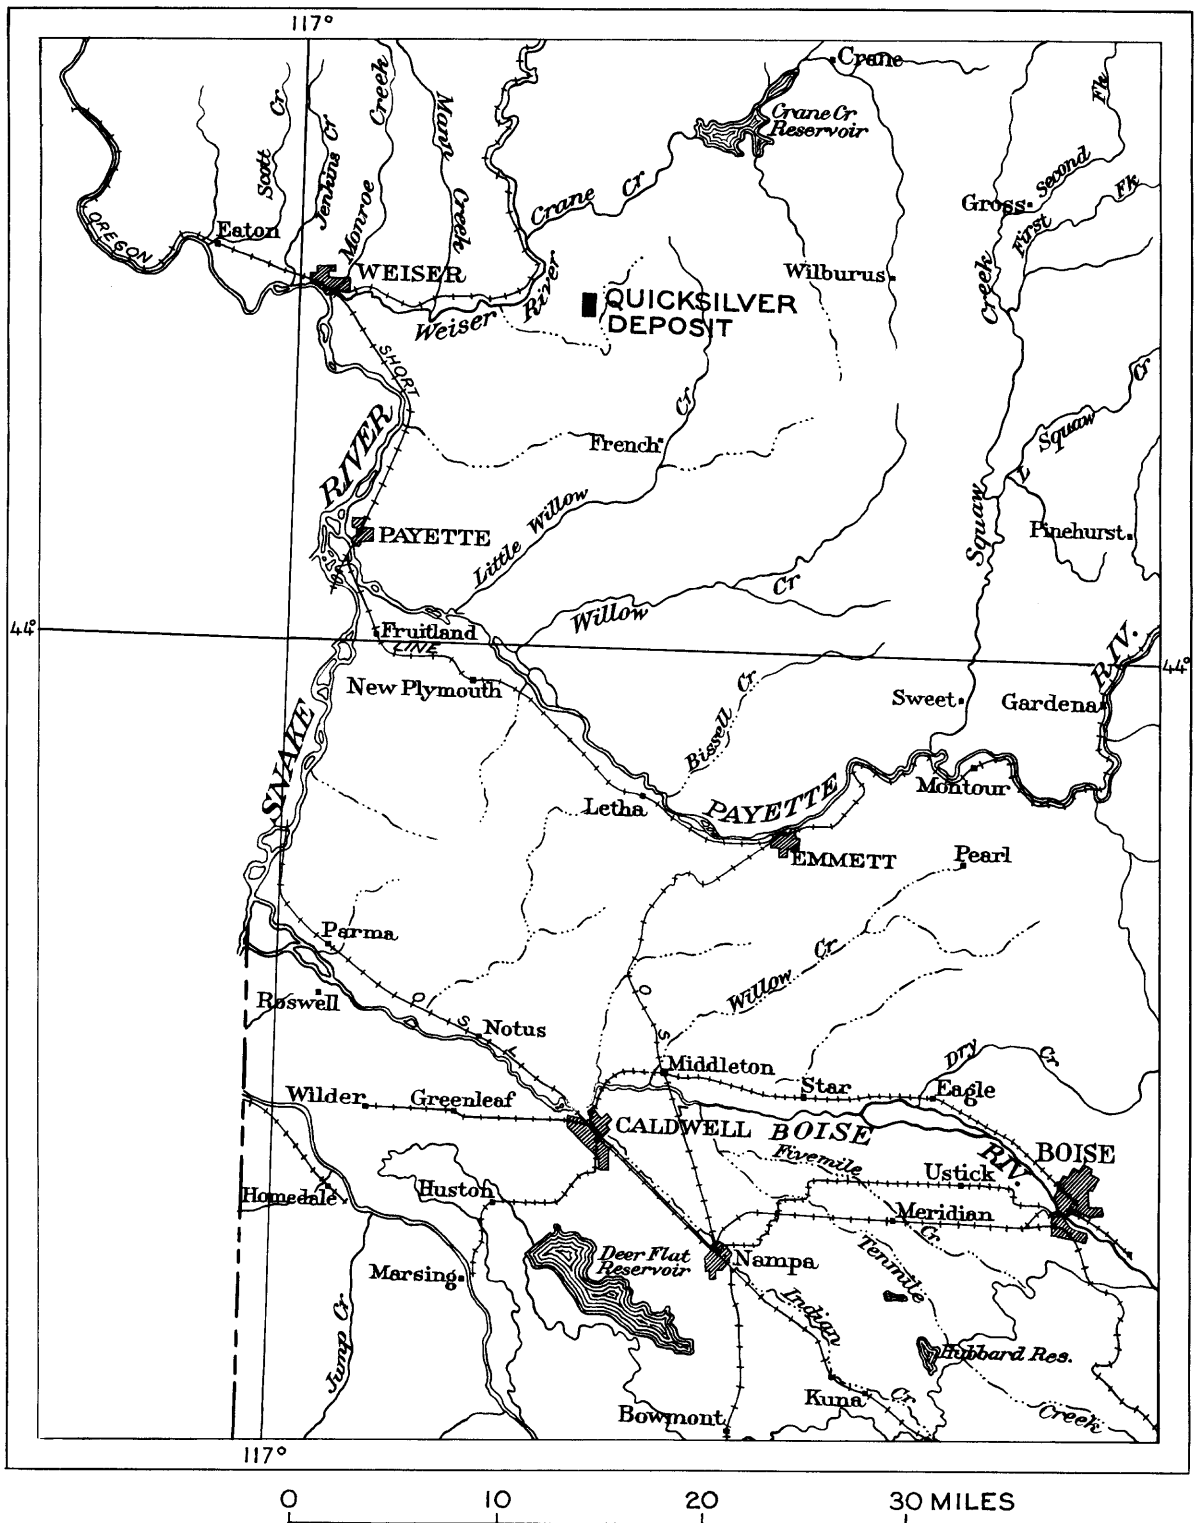 117°
Crane
Crane Cr
Reservoir
Scott Cr
Jenkins Cr
Monroe Creek
Mann Creek
Crane Cr
Second Fk
First Fk
Gross
OREGON
Eaton
WEISER
Weiser River
Wilburus
QUICKSILVER
DEPOSIT
SHORT
Squaw Creek
L Squaw Cr
French
RIVER
PAYETTE
Little Willow Cr
Pinehurst
Willow Cr
44°
Fruitland
LINE
New Plymouth
Bissell Cr
Sweet
Gardena
RIV.
44°
SNAKE
Letha
PAYETTE
Montour
EMMETT
Pearl
Parma
Roswell
O S L
Notus
O S
Willow Cr
Middleton
Dry Cr
Wilder
Greenleaf
Star
Eagle
CALDWELL
BOISE RIV.
BOISE
Fivemile Cr
Ustick
Homedale
Huston
Meridian
Deer Flat
Reservoir
Nampa
Tenmile Creek
Marsing
Indian Cr
Jump Cr
Hubbard Res.
Kuna
Bowmont
117°
0 10 20 30 MILES